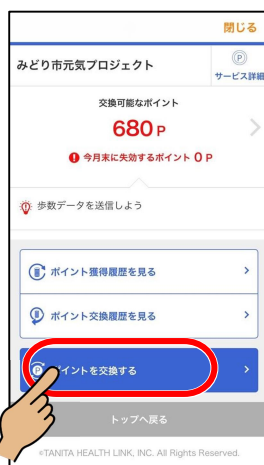 閉じる
みどり市元気プロジェクト
P
サービス詳細
交換可能なポイント
680 P
今月末に失効するポイント 0 P
歩数データを送信しよう
ポイント獲得履歴を見る
ポイント交換履歴を見る
P
ポイントを交換する
トップへ戻る
©TANITA HEALTH LINK, INC. All Rights Reserved.